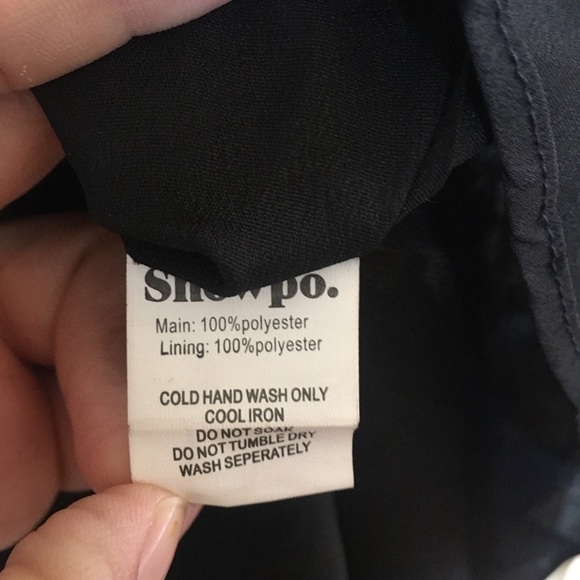 Showpo.
Main: 100%polyester
Lining: 100%polyester
COLD HAND WASH ONLY
COOL IRON
DO NOT SOAK
DO NOT TUMBLE DRY
WASH SEPERATELY